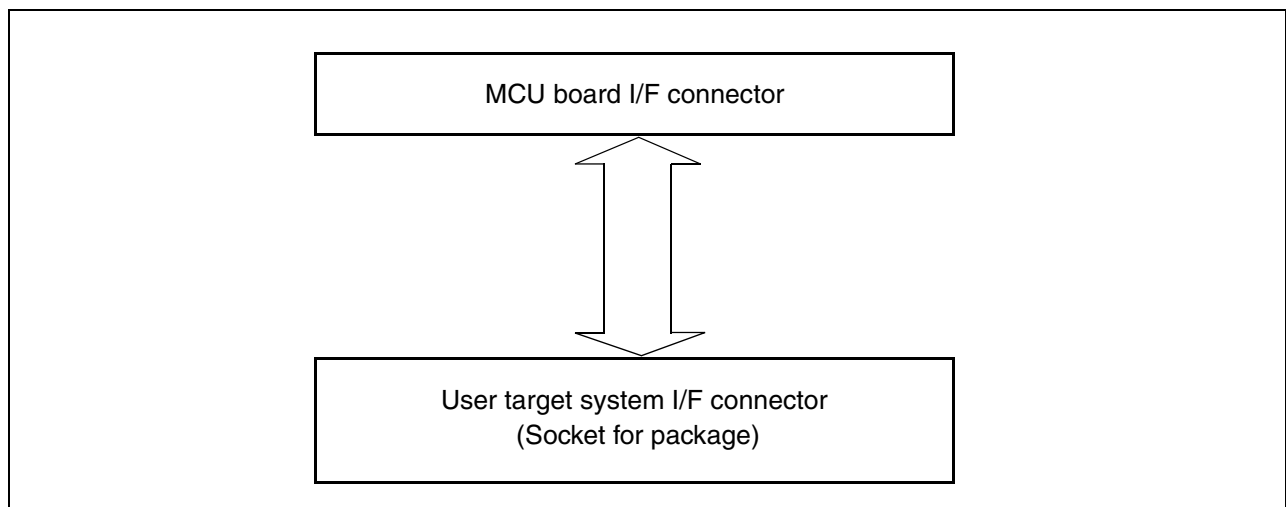 MCU board I/F connector
User target system I/F connector
(Socket for package)